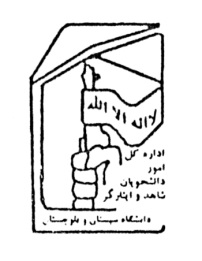 لا اله الا الله
اداره کل
امور
دانشجویان
شاهد و ایثارگر
دانشگاه سیستان و بلوچستان